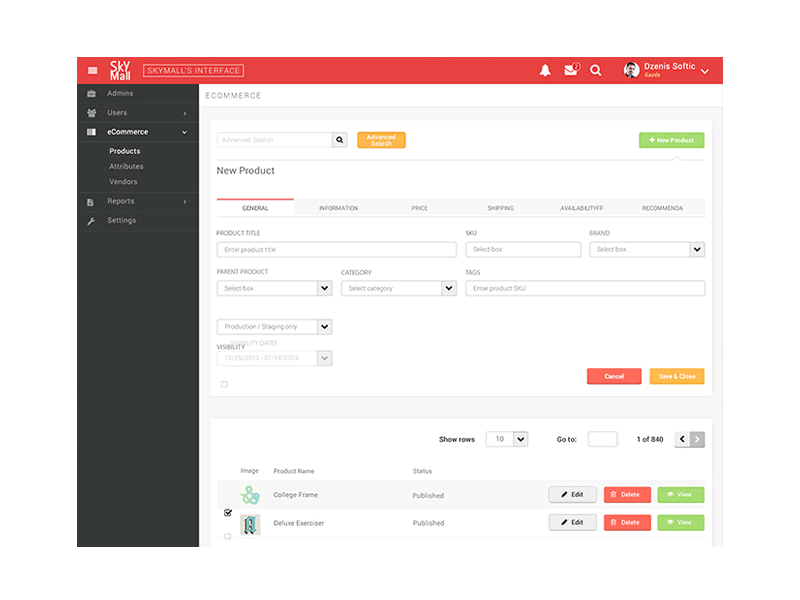 Sky
Mall
SKYMALL'S INTERFACE
2
Dzenis Softic
Gazda
Admins
Users
eCommerce
Products
Attributes
Vendors
Reports
Settings
ECOMMERCE
Advanced Search
Advanced
Search
+ New Product
New Product
GENERAL
INFORMATION
PRICE
SHIPPING
AVAILABILITYFF
RECOMMENDA
PRODUCT TITLE
SKU
BRAND
Enter product title
Select box
Select box
PARENT PRODUCT
CATEGORY
TAGS
Select box
Select category
Enter product SKU
Production / Staging only
VISIBILITY DATES
VISIBILITY
12/25/2013 - 01/14/2014
Cancel
Save & Close
Show rows
10
Go to:
1 of 840
Image
Product Name
Status
College Frame
Published
Edit
Delete
View
Deluxe Exerciser
Published
Edit
Delete
View